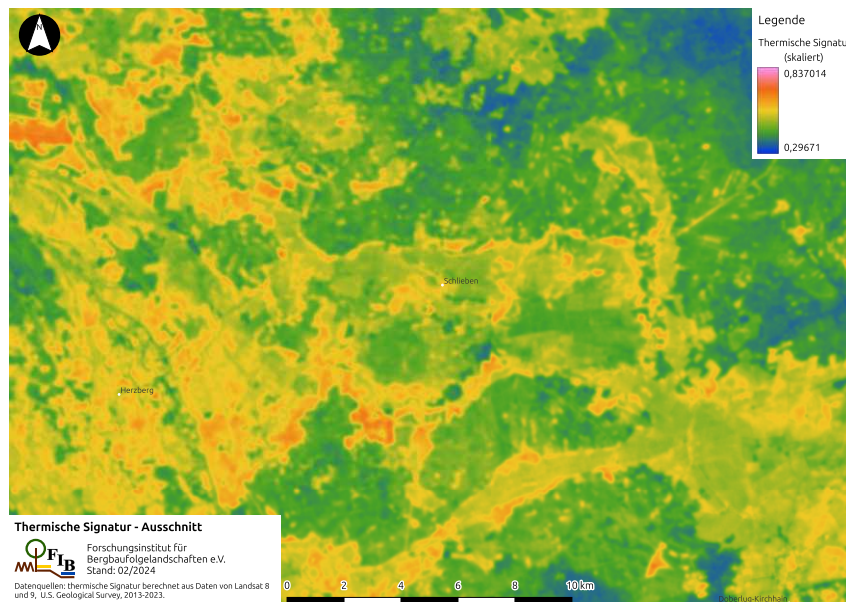 N
Legende
Thermische Signatu
(skaliert)
0,837014
0,29671
Schlieben
Herzberg
Thermische Signatur - Ausschnitt
FIB
Forschungsinstitut für
Bergbaufolgelandschaften e.V.
Stand: 02/2024
Datenquellen: thermische Signatur berechnet aus Daten von Landsat 8
und 9, U.S. Geological Survey, 2013-2023.
0 2 4 6 8 10 km
Doberlug-Kirchhain